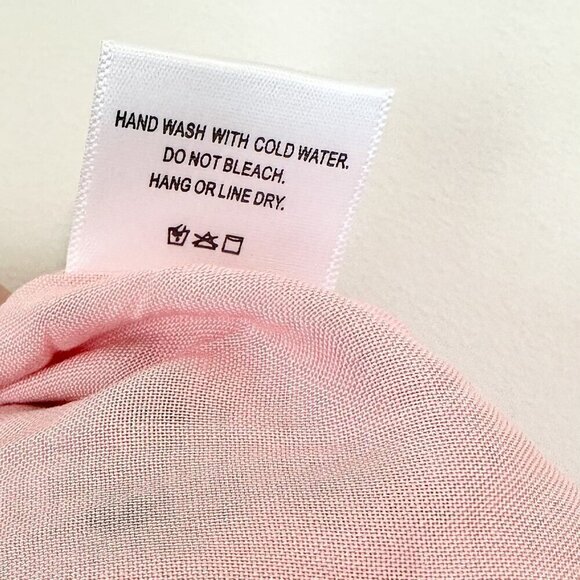 HAND WASH WITH COLD WATER.
DO NOT BLEACH.
HANG OR LINE DRY.